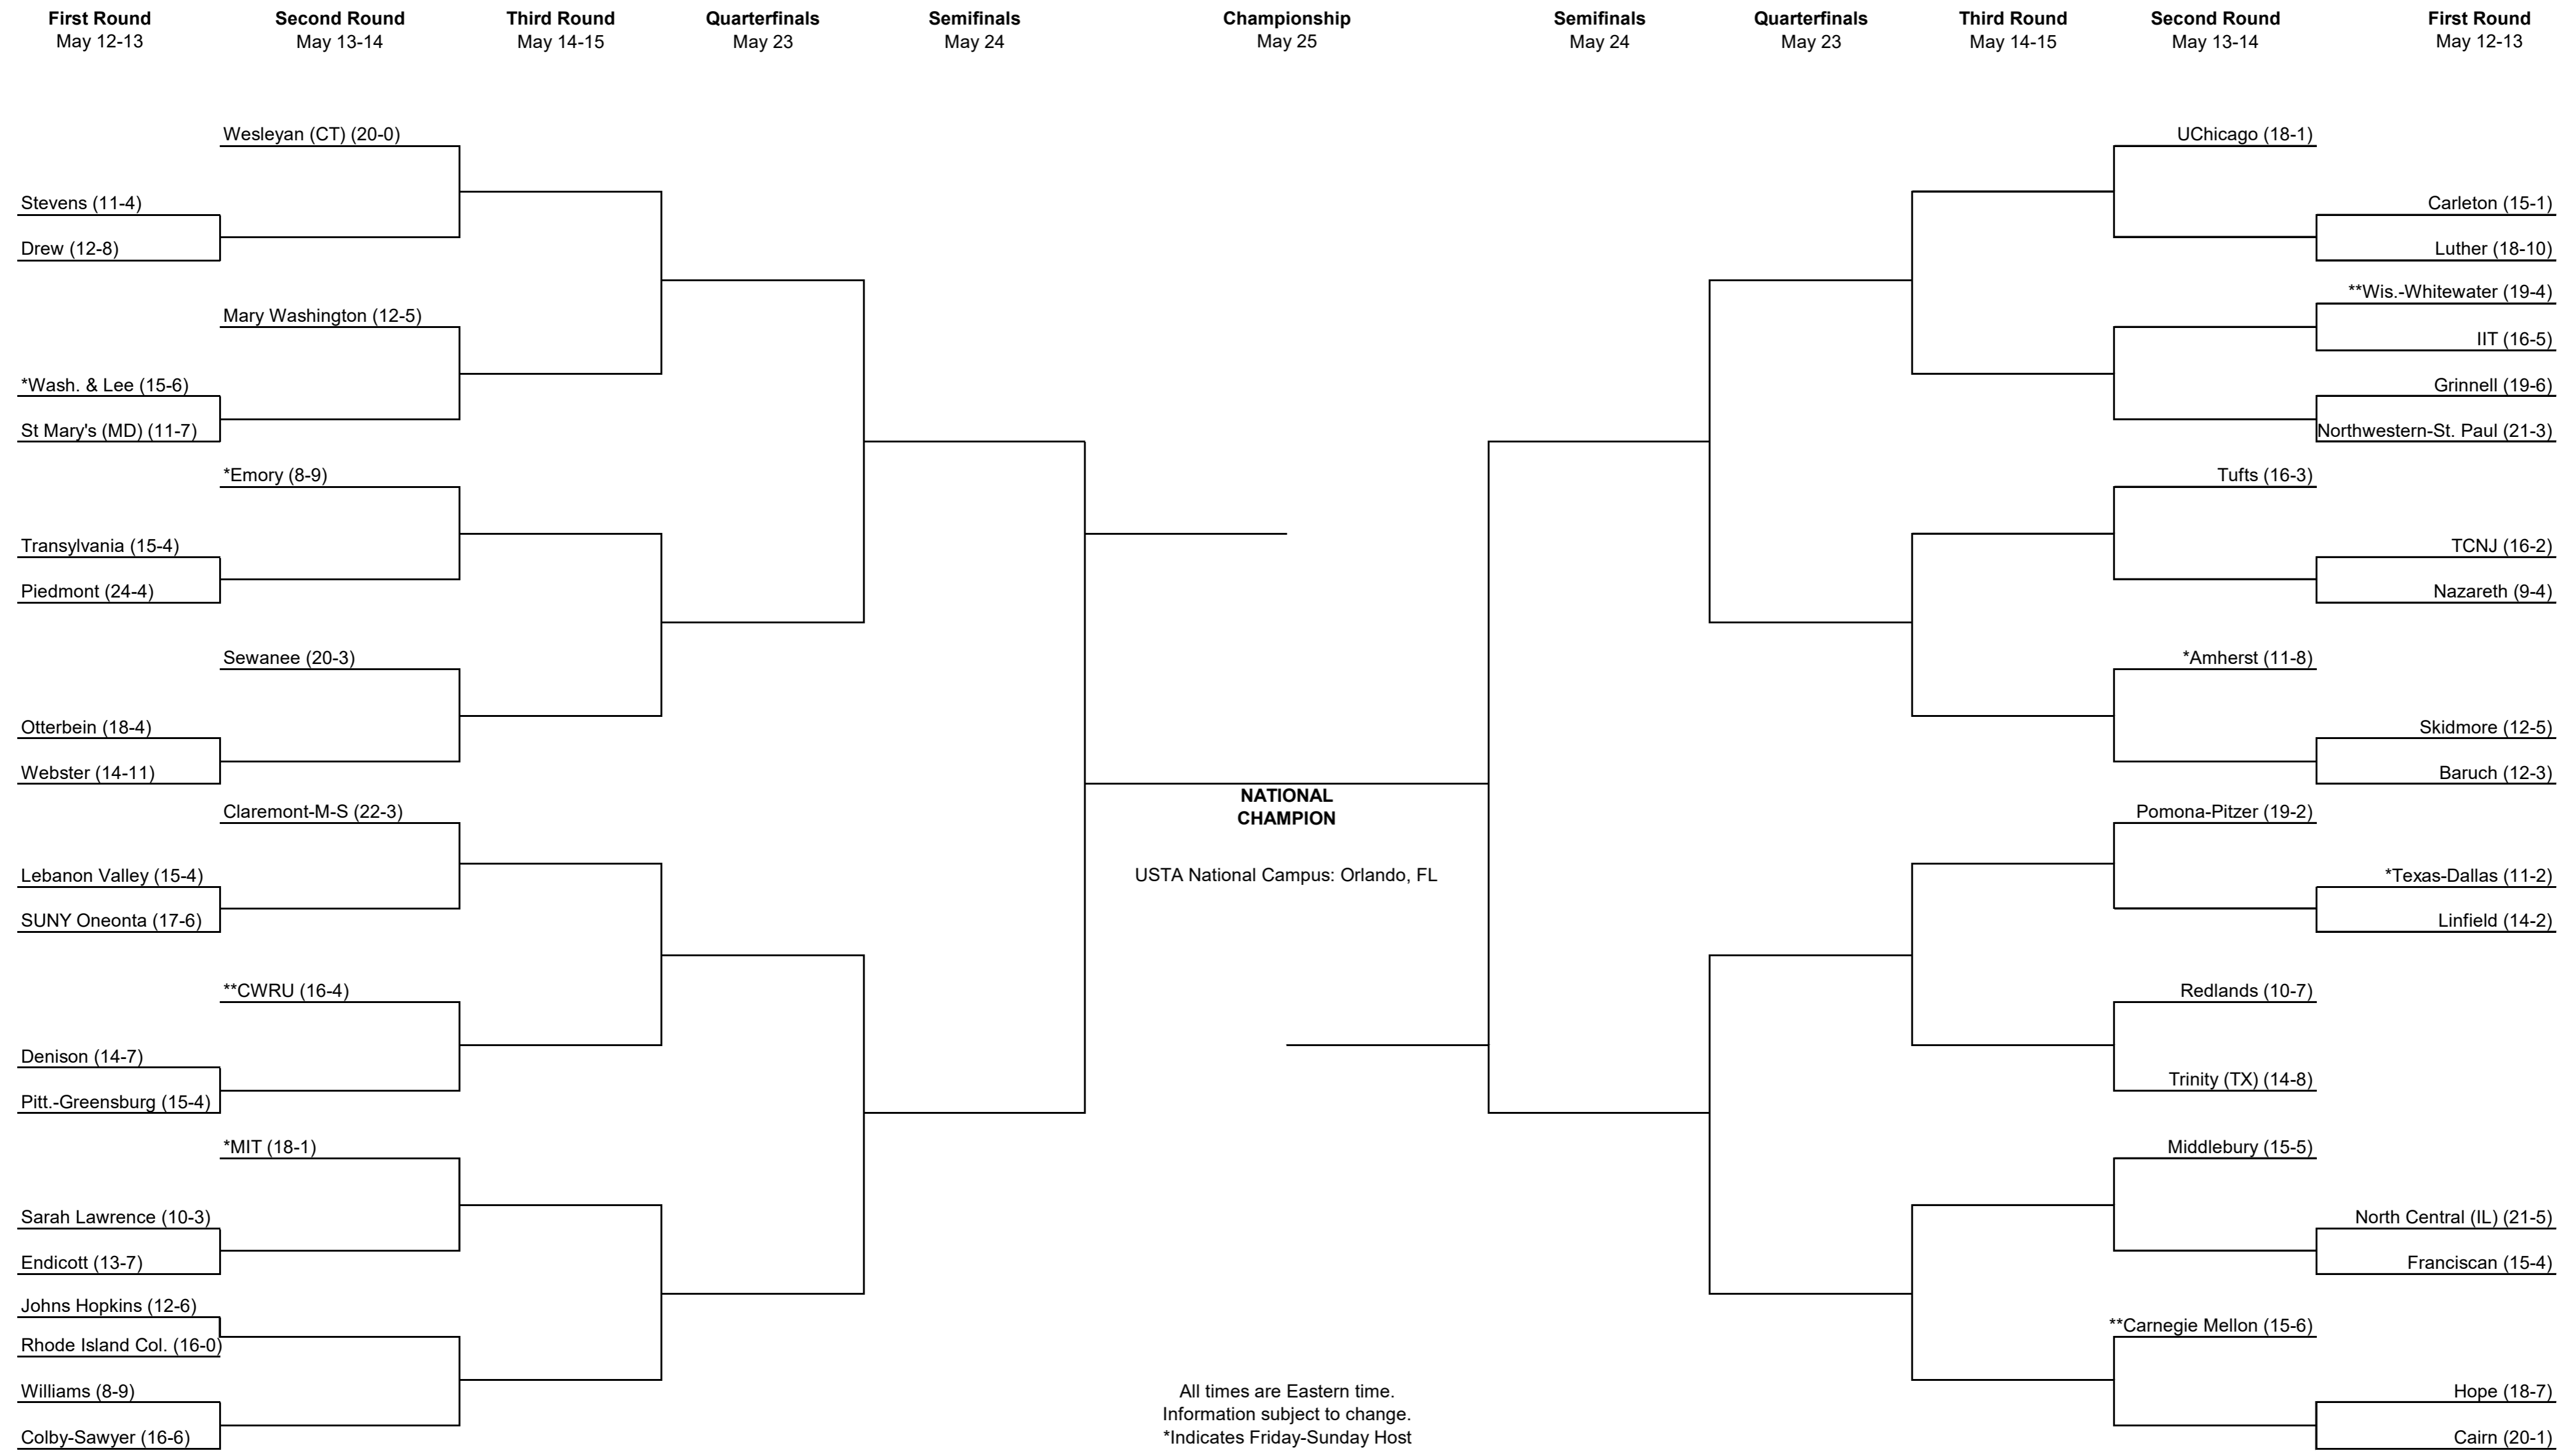 First Round Second Round Third Round Quarterfinals Semifinals Championship Semifinals Quarterfinals Third Round Second Round First Round
May 12-13 May 13-14 May 14-15 May 23 May 24 May 25 May 24 May 23 May 14-15 May 13-14 May 12-13
Wesleyan (CT) (20-0) UChicago (18-1)
Stevens (11-4) Carleton (15-1)
Drew (12-8) Luther (18-10)
**Wis.-Whitewater (19-4)
Mary Washington (12-5)
IIT (16-5)
*Wash. & Lee (15-6) Grinnell (19-6)
St Mary's (MD) (11-7) Northwestern-St. Paul (21-3)
*Emory (8-9) Tufts (16-3)
Transylvania (15-4) TCNJ (16-2)
Piedmont (24-4) Nazareth (9-4)
Sewanee (20-3) *Amherst (11-8)
Otterbein (18-4) Skidmore (12-5)
Webster (14-11) Baruch (12-3)
NATIONAL
Claremont-M-S (22-3) Pomona-Pitzer (19-2)
CHAMPION
Lebanon Valley (15-4) USTA National Campus: Orlando, FL *Texas-Dallas (11-2)
SUNY Oneonta (17-6) Linfield (14-2)
**CWRU (16-4) Redlands (10-7)
Denison (14-7)
Trinity (TX) (14-8)
Pitt.-Greensburg (15-4)
*MIT (18-1) Middlebury (15-5)
Sarah Lawrence (10-3) North Central (IL) (21-5)
Endicott (13-7) Franciscan (15-4)
Johns Hopkins (12-6)
**Carnegie Mellon (15-6)
Rhode Island Col. (16-0)
Williams (8-9) All times are Eastern time. Hope (18-7)
Information subject to change.
Colby-Sawyer (16-6) *Indicates Friday-Sunday Host Cairn (20-1)